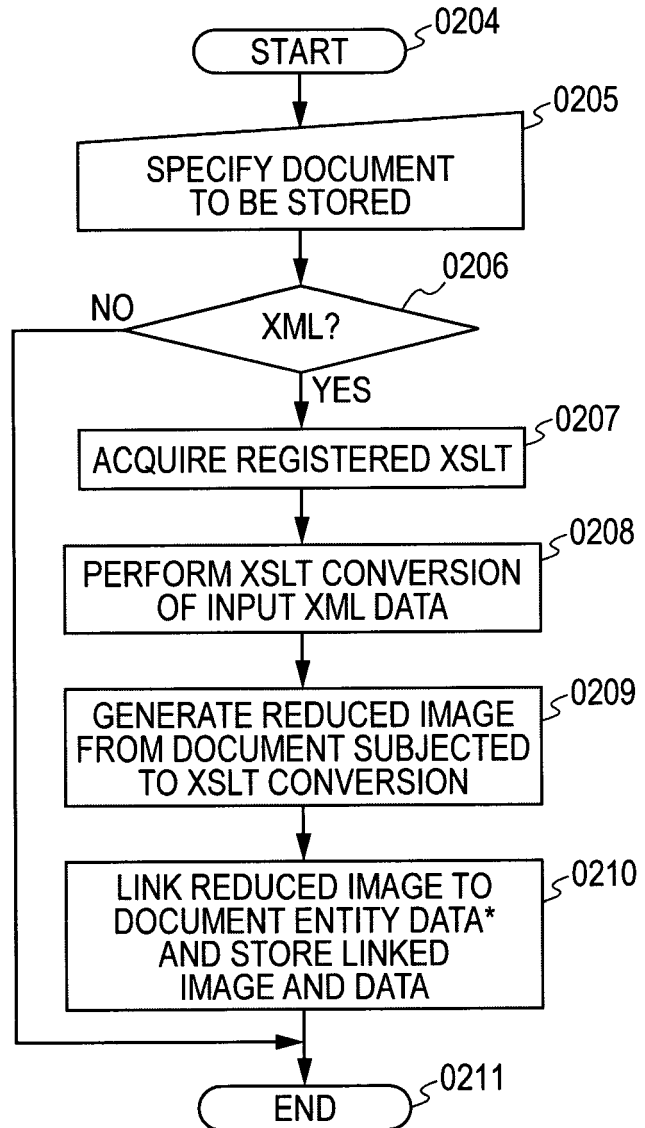 START
0204
SPECIFY DOCUMENT
TO BE STORED
0205
XML?
0206
NO
YES
ACQUIRE REGISTERED XSLT
0207
PERFORM XSLT CONVERSION
OF INPUT XML DATA
0208
GENERATE REDUCED IMAGE
FROM DOCUMENT SUBJECTED
TO XSLT CONVERSION
0209
LINK REDUCED IMAGE TO
DOCUMENT ENTITY DATA*
AND STORE LINKED
IMAGE AND DATA
0210
END
0211